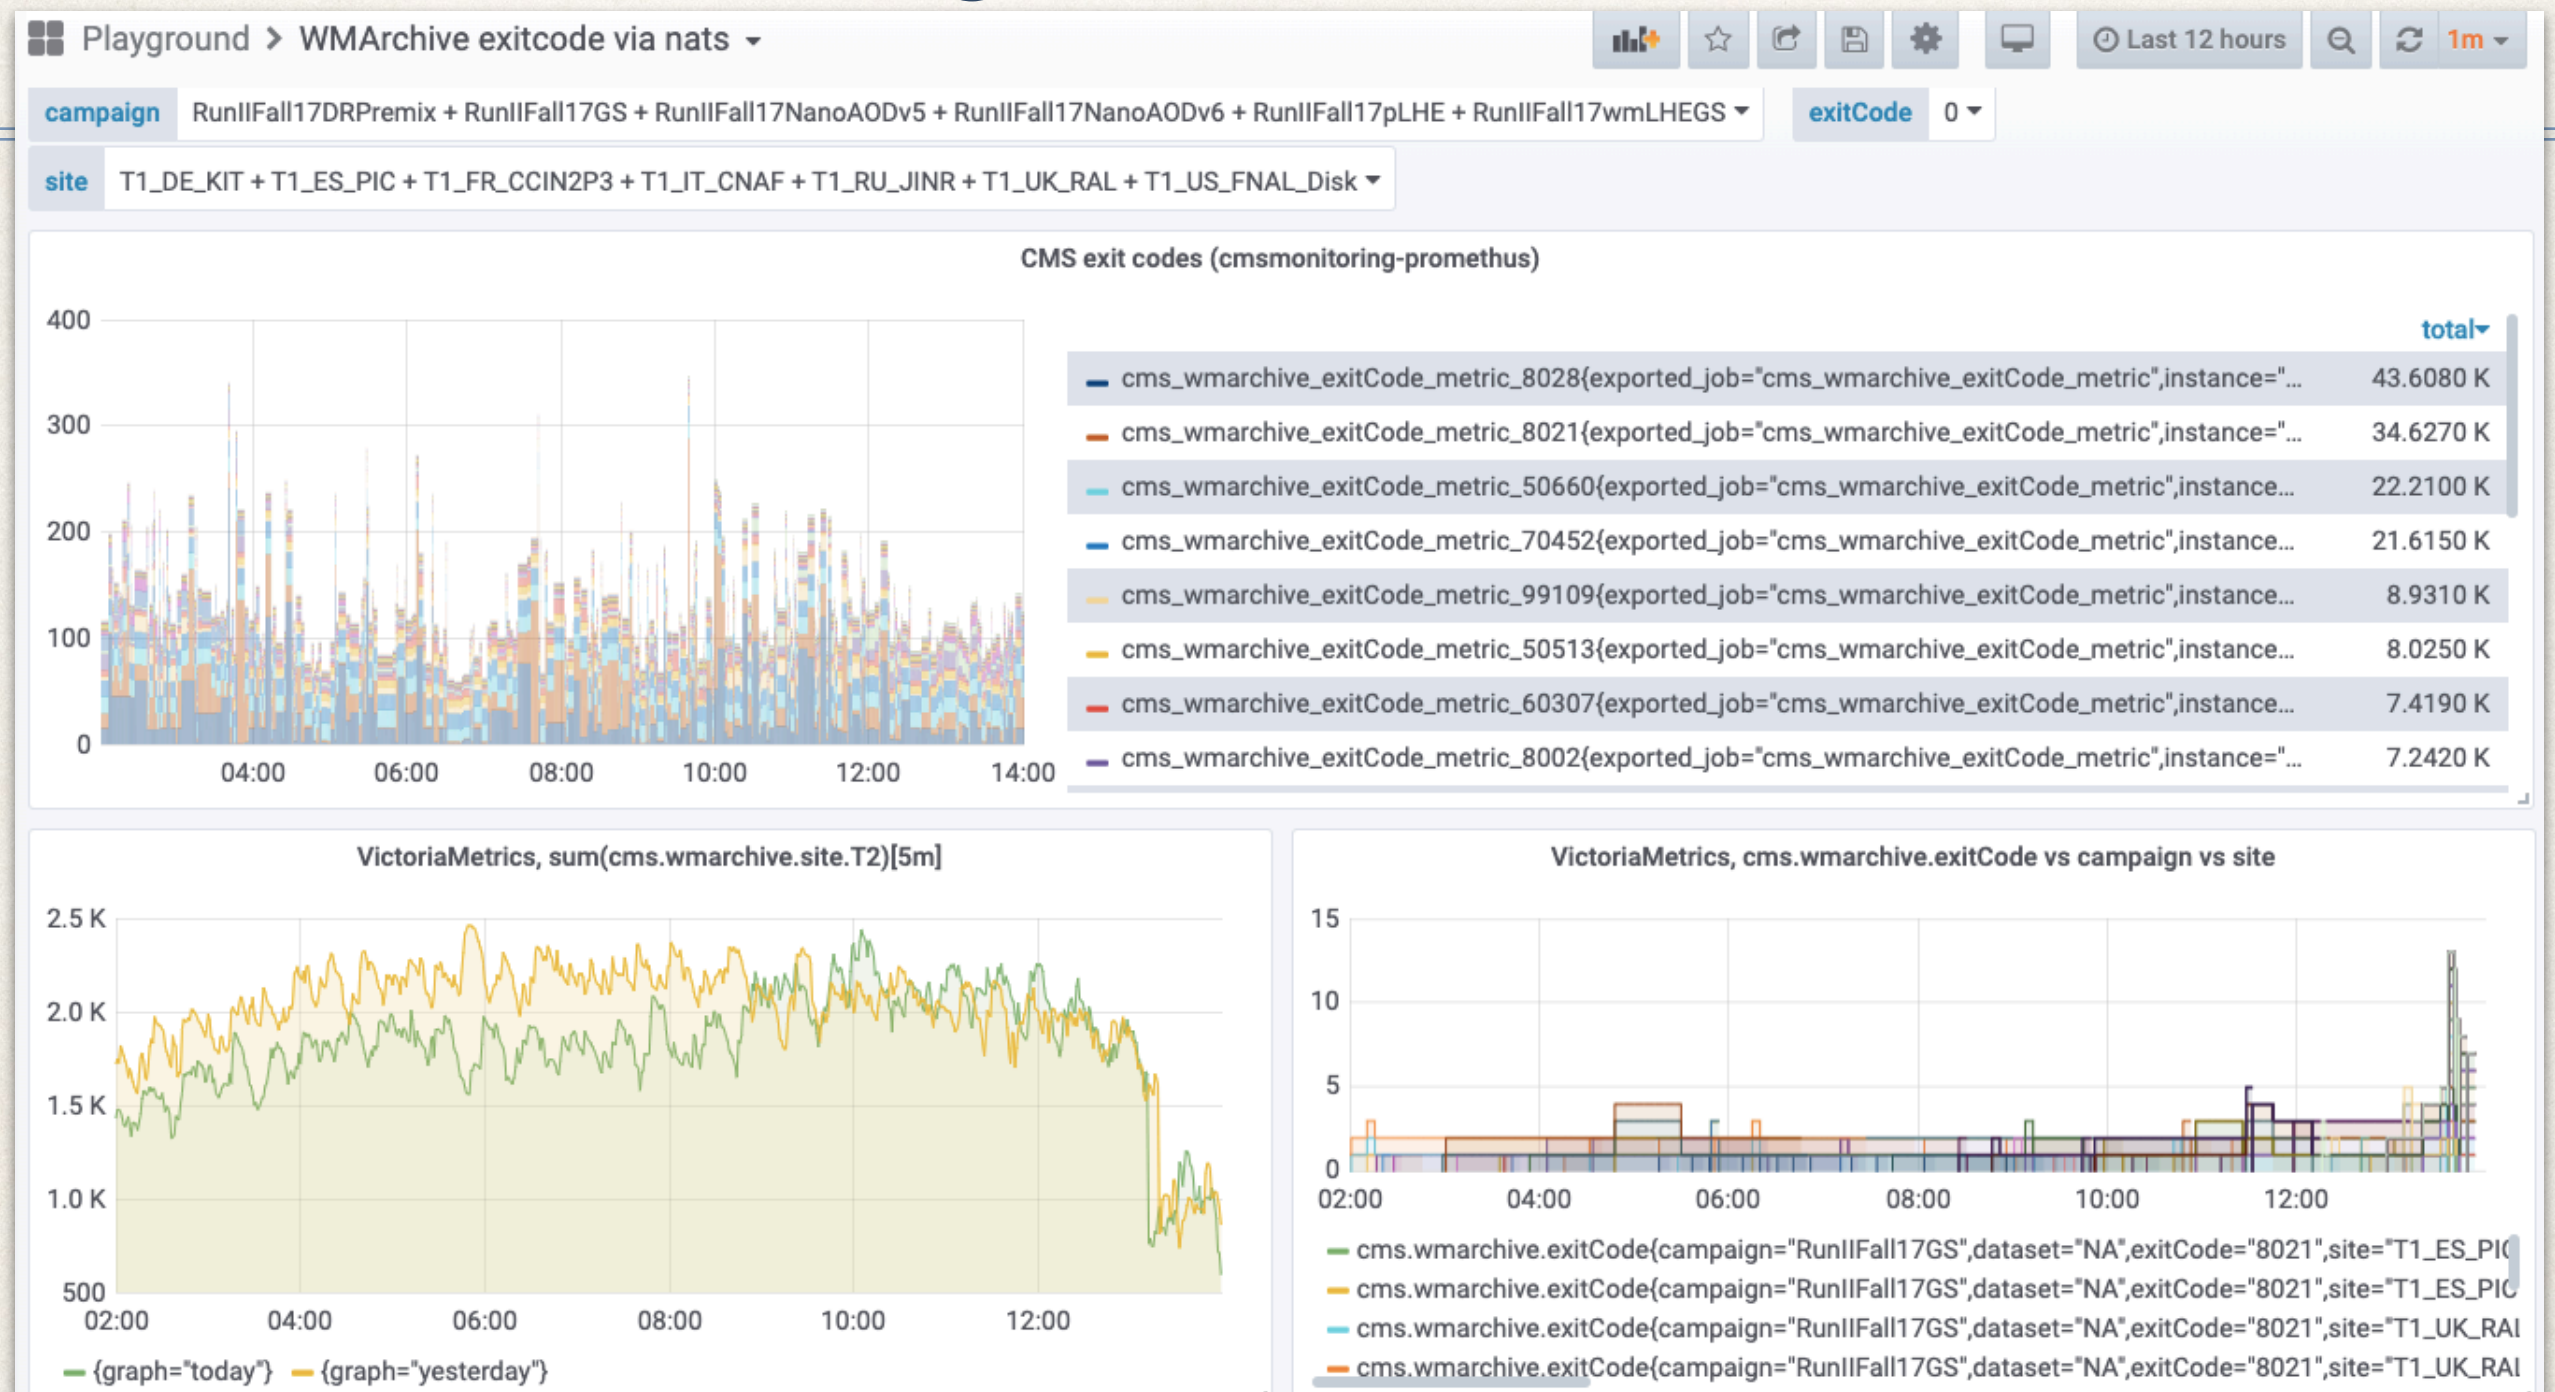 Playground > WMArchive exitcode via nats
Last 12 hours
1m
campaign RunIIFall17DRPremix + RunIIFall17GS + RunIIFall17NanoAODv5 + RunIIFall17NanoAODv6 + RunIIFall17pLHE + RunIIFall17wmLHEGS
exitCode 0
site T1_DE_KIT + T1_ES_PIC + T1_FR_CCIN2P3 + T1_IT_CNAF + T1_RU_JINR + T1_UK_RAL + T1_US_FNAL_Disk
CMS exit codes (cmsmonitoring-promethus)
400
300
200
100
0
04:00 06:00 08:00 10:00 12:00 14:00
total
cms_wmarchive_exitCode_metric_8028{exported_job="cms_wmarchive_exitCode_metric",instance="... 43.6080 K
cms_wmarchive_exitCode_metric_8021{exported_job="cms_wmarchive_exitCode_metric",instance="... 34.6270 K
cms_wmarchive_exitCode_metric_50660{exported_job="cms_wmarchive_exitCode_metric",instance... 22.2100 K
cms_wmarchive_exitCode_metric_70452{exported_job="cms_wmarchive_exitCode_metric",instance... 21.6150 K
cms_wmarchive_exitCode_metric_99109{exported_job="cms_wmarchive_exitCode_metric",instance... 8.9310 K
cms_wmarchive_exitCode_metric_50513{exported_job="cms_wmarchive_exitCode_metric",instance... 8.0250 K
cms_wmarchive_exitCode_metric_60307{exported_job="cms_wmarchive_exitCode_metric",instance... 7.4190 K
cms_wmarchive_exitCode_metric_8002{exported_job="cms_wmarchive_exitCode_metric",instance="... 7.2420 K
VictoriaMetrics, sum(cms.wmarchive.site.T2)[5m]
2.5 K
2.0 K
1.5 K
1.0 K
500
02:00 04:00 06:00 08:00 10:00 12:00
{graph="today"} {graph="yesterday"}
VictoriaMetrics, cms.wmarchive.exitCode vs campaign vs site
15
10
5
0
02:00 04:00 06:00 08:00 10:00 12:00
cms.wmarchive.exitCode{campaign="RunIIFall17GS",dataset="NA",exitCode="8021",site="T1_ES_PIC
cms.wmarchive.exitCode{campaign="RunIIFall17GS",dataset="NA",exitCode="8021",site="T1_ES_PIC
cms.wmarchive.exitCode{campaign="RunIIFall17GS",dataset="NA",exitCode="8021",site="T1_UK_RAL
cms.wmarchive.exitCode{campaign="RunIIFall17GS",dataset="NA",exitCode="8021",site="T1_UK_RAL